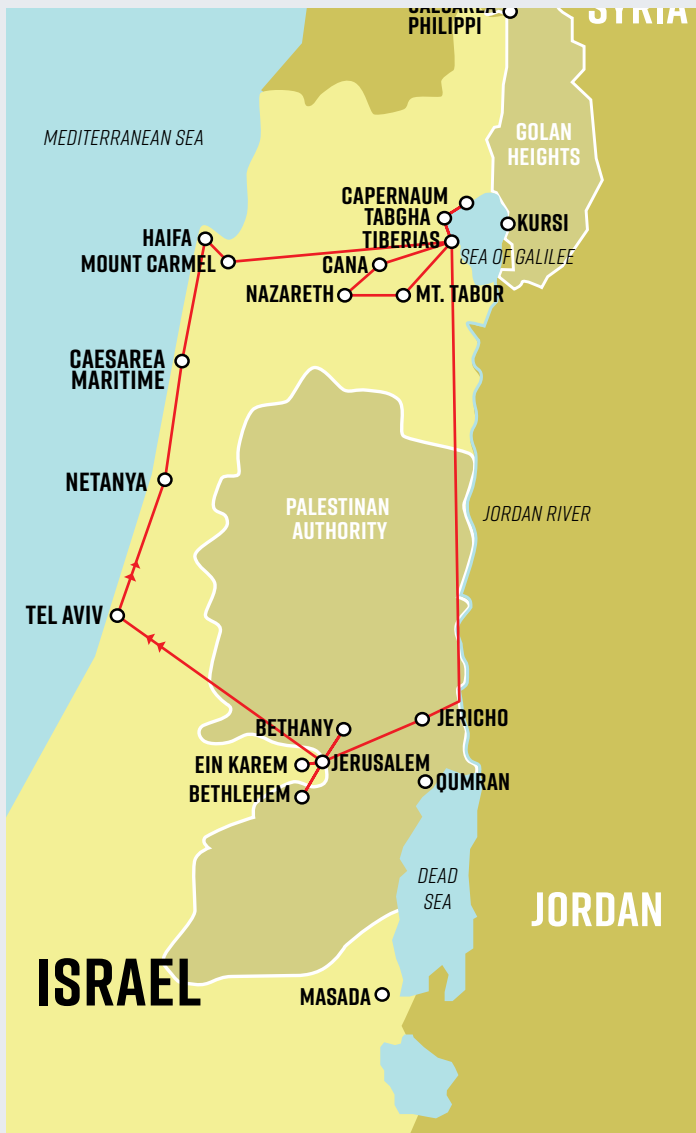 CAESAREA
PHILIPPI
SYRIA
MEDITERRANEAN SEA
GOLAN
HEIGHTS
CAPERNAUM
TABGHA
TIBERIAS
KURSI
HAIFA
MOUNT CARMEL
CANA
SEA OF GALILEE
NAZARETH
MT. TABOR
CAESAREA
MARITIME
NETANYA
PALESTINAN
AUTHORITY
JORDAN RIVER
TEL AVIV
BETHANY
JERICHO
EIN KAREM
JERUSALEM
BETHLEHEM
QUMRAN
DEAD
SEA
JORDAN
ISRAEL
MASADA